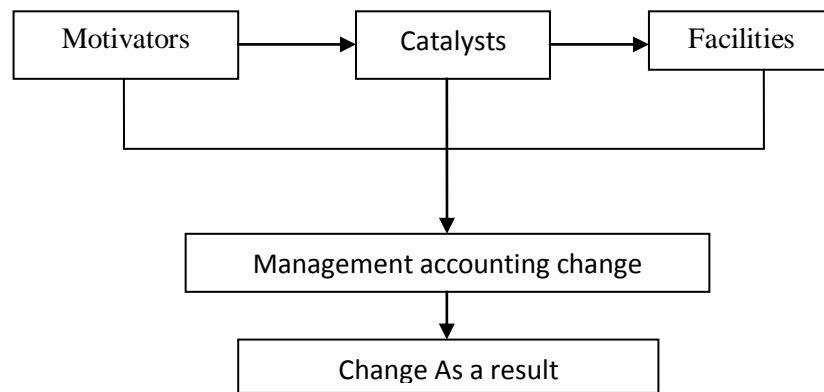 Motivators
Catalysts
Facilities
Management accounting change
Change As a result